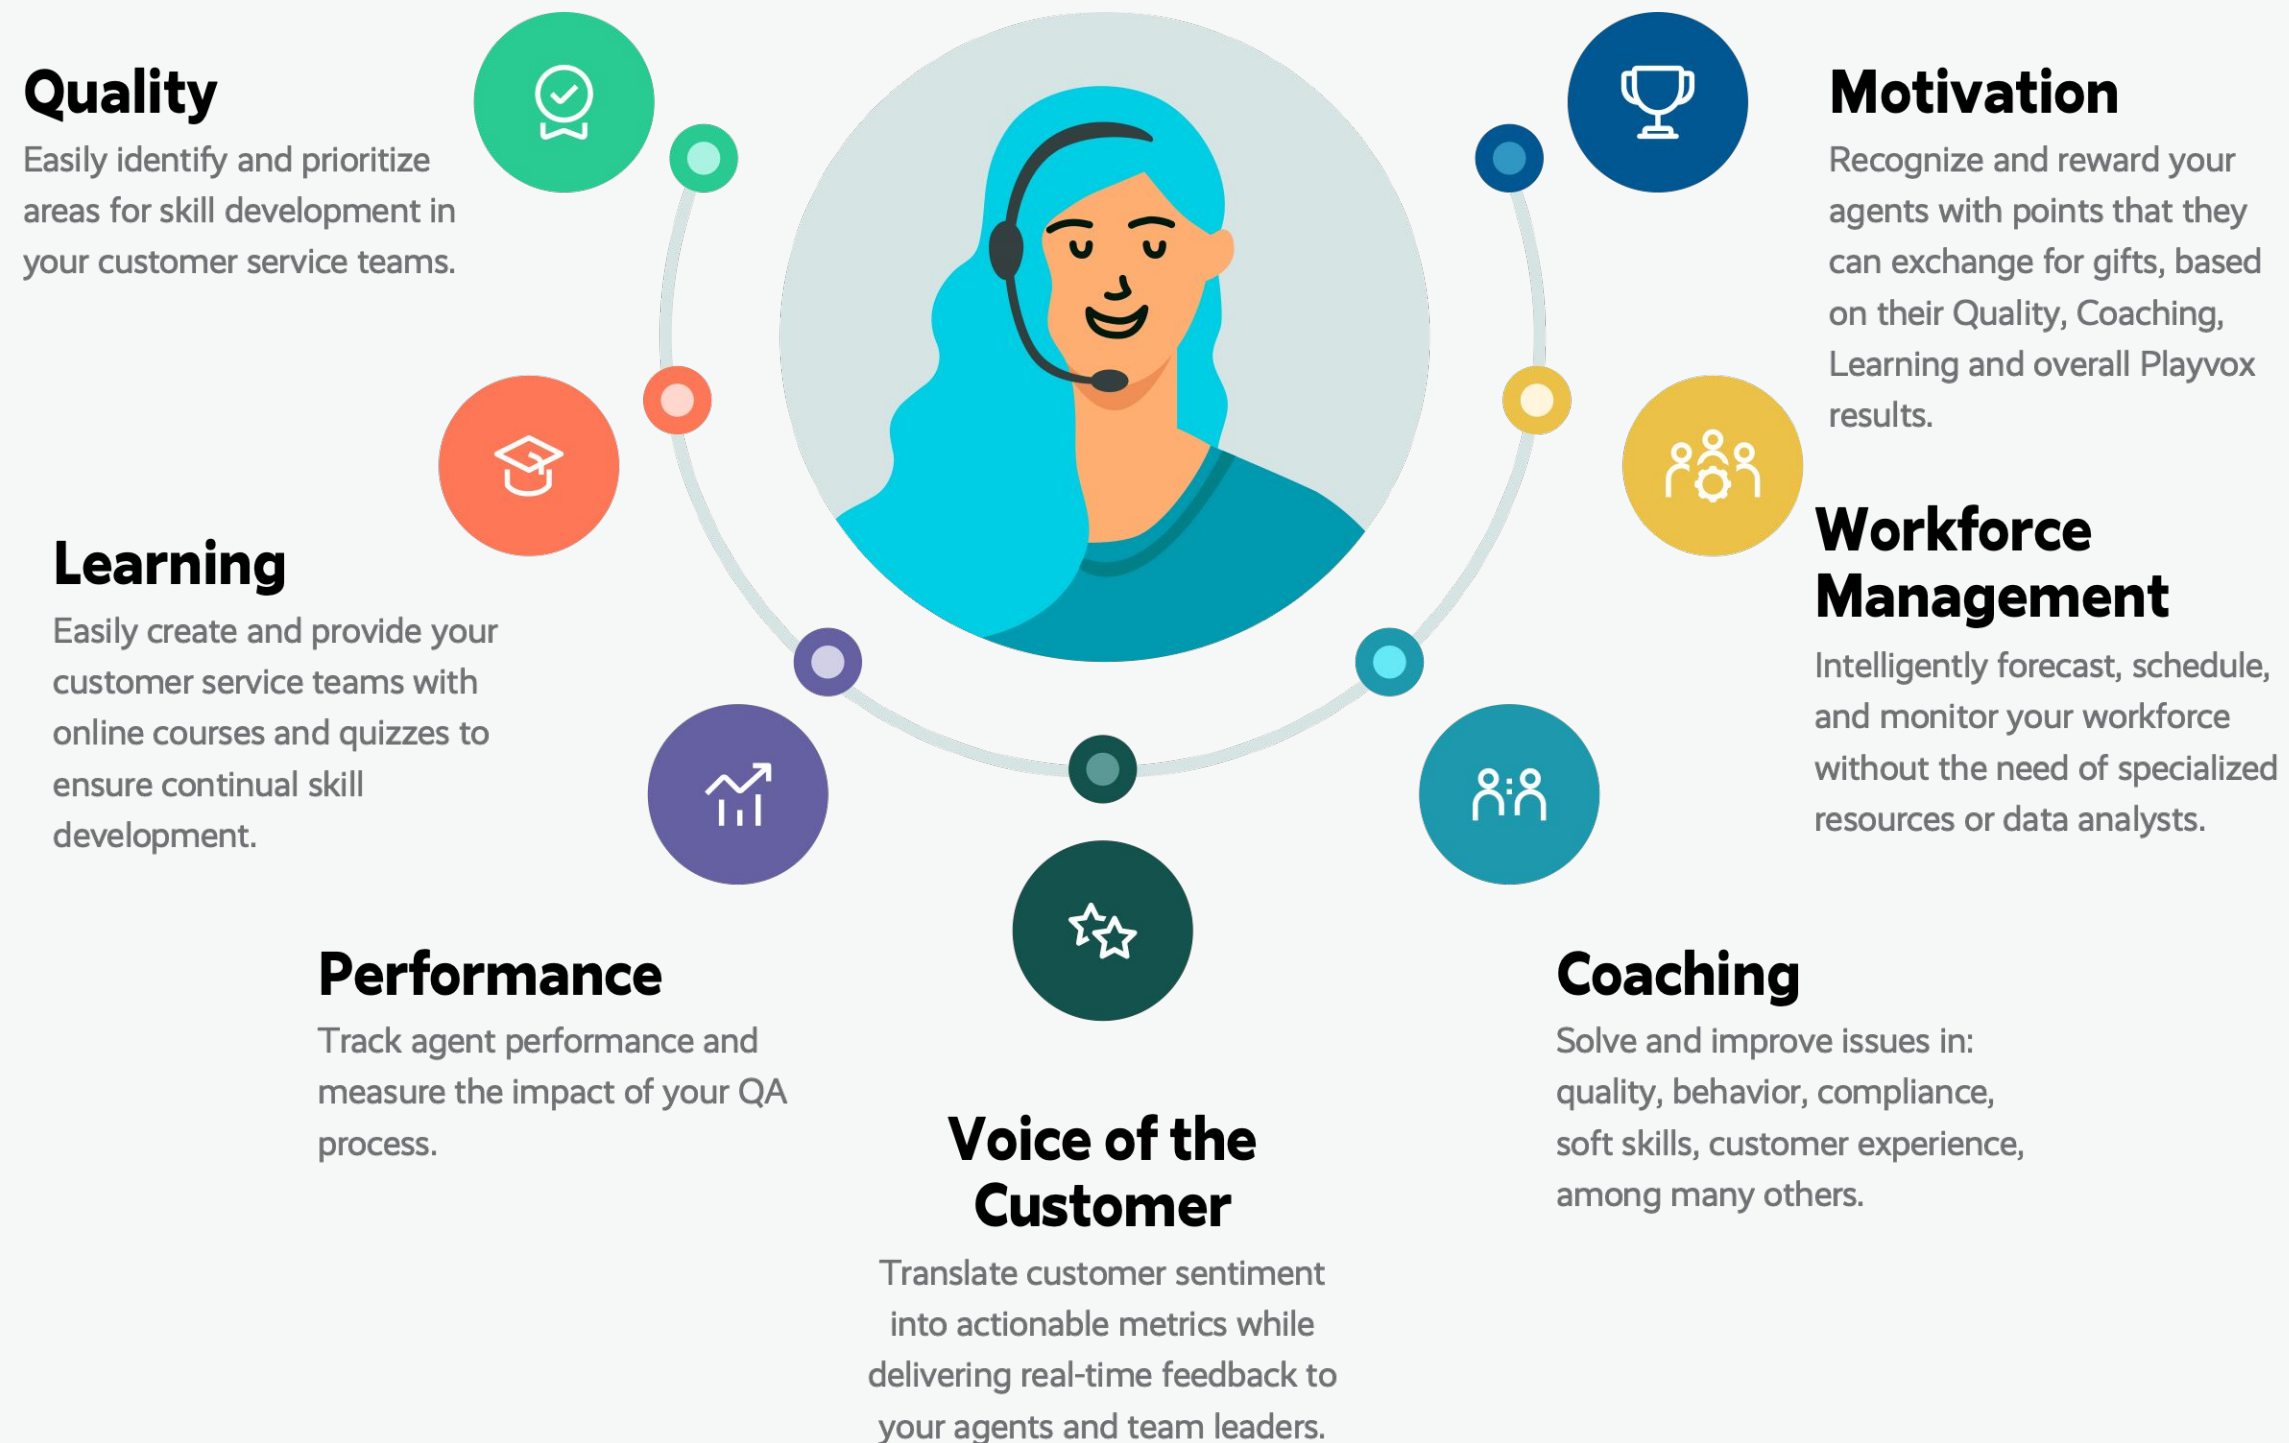 Quality
Easily identify and prioritize
areas for skill development in
your customer service teams.
Learning
Easily create and provide your
customer service teams with
online courses and quizzes to
ensure continual skill
development.
Performance
Track agent performance and
measure the impact of your QA
process.
Voice of the
Customer
Translate customer sentiment
into actionable metrics while
delivering real-time feedback to
your agents and team leaders.
Coaching
Solve and improve issues in:
quality, behavior, compliance,
soft skills, customer experience,
among many others.
Workforce
Management
Intelligently forecast, schedule,
and monitor your workforce
without the need of specialized
resources or data analysts.
Motivation
Recognize and reward your
agents with points that they
can exchange for gifts, based
on their Quality, Coaching,
Learning and overall Playvox
results.